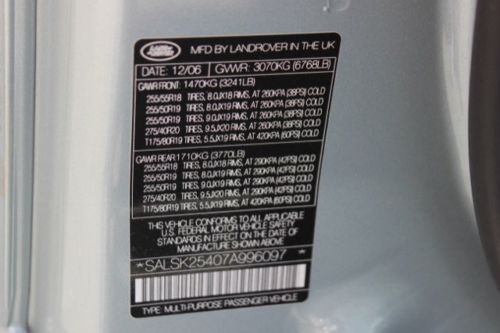 LAND ROVER
MFD BY LANDROVER IN THE UK
DATE: 12/06 GVWR: 3070KG (6768LB)
GAWR FRONT: 1470KG (3241LB)
255/55R18 TIRES, 8.0JX18 RIMS, AT 260KPA (38PSI) COLD
255/50R19 TIRES, 8.0JX19 RIMS, AT 260KPA (38PSI) COLD
255/50R19 TIRES, 9.0JX19 RIMS, AT 260KPA (38PSI) COLD
275/40R20 TIRES, 9.5JX20 RIMS, AT 260KPA (38PSI) COLD
T175/80R19 TIRES, 5.5JX19 RIMS, AT 420KPA (60PSI) COLD
GAWR REAR: 1710KG (3770LB)
255/55R18 TIRES, 8.0JX18 RIMS, AT 290KPA (42PSI) COLD
255/50R19 TIRES, 8.0JX19 RIMS, AT 290KPA (42PSI) COLD
255/50R19 TIRES, 9.0JX19 RIMS, AT 290KPA (42PSI) COLD
275/40R20 TIRES, 9.5JX20 RIMS, AT 290KPA (42PSI) COLD
T175/80R19 TIRES, 5.5JX19 RIMS, AT 420KPA (60PSI) COLD
THIS VEHICLE CONFORMS TO ALL APPLICABLE
U.S. FEDERAL MOTOR VEHICLE SAFETY
STANDARDS IN EFFECT ON THE DATE OF
MANUFACTURE SHOWN ABOVE
*SALSK25407A996097 *
TYPE: MULTI-PURPOSE PASSENGER VEHICLE